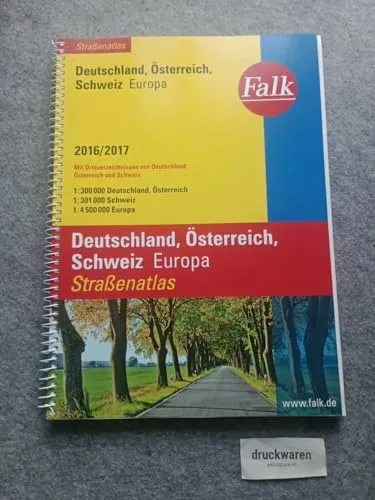 Straßenatlas
Deutschland, Österreich,
Schweiz Europa
Falk
2016/2017
Mit Ortsverzeichnissen von Deutschland
Österreich und Schweiz
1:300 000 Deutschland, Österreich
1:301 000 Schweiz
1:4 500 000 Europa
Deutschland, Österreich,
Schweiz Europa
Straßenatlas
www.falk.de
druckwaren